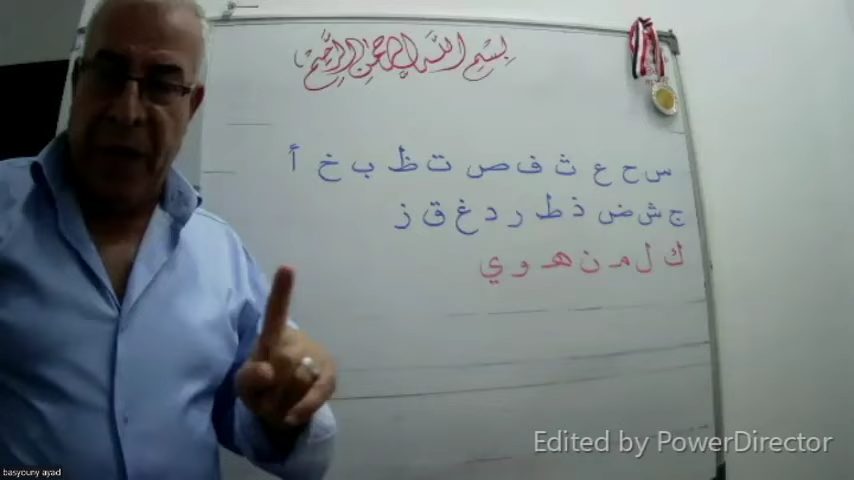 بسم الله الرحمن الرحيم
س ح ع ث ف ص ت ظ ب خ أ
ج ش ض ذ ط ر د غ ق ز
ك ل م ن هـ و ي
Edited by PowerDirector
basyouny ayad